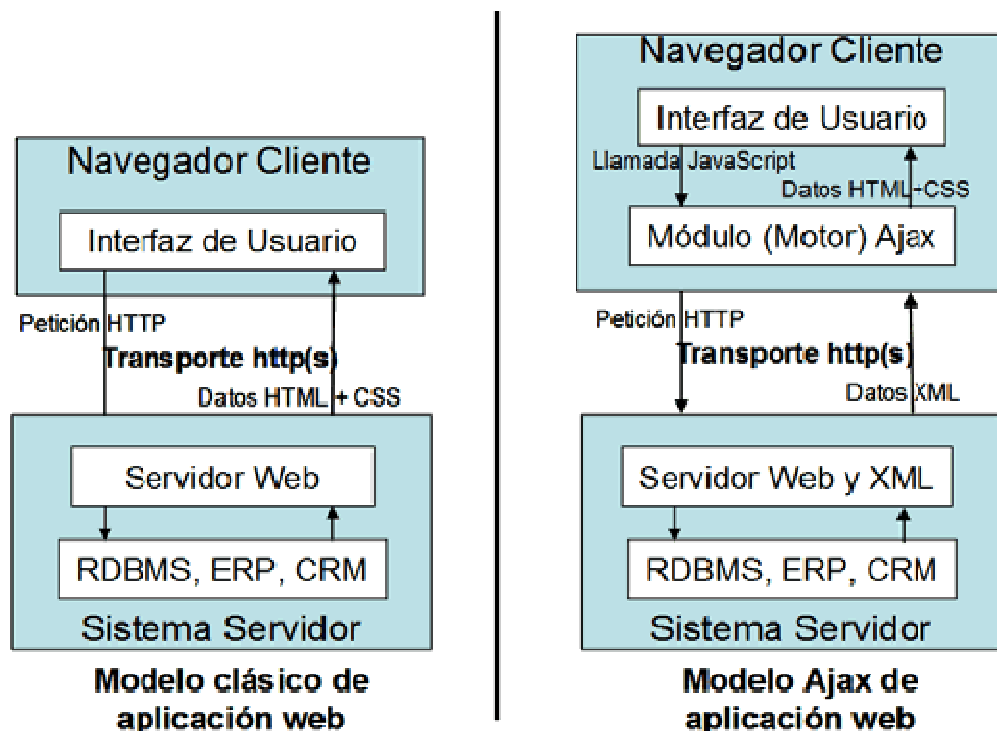 Navegador Cliente
Interfaz de Usuario
Petición HTTP
Transporte http(s)
Datos HTML + CSS
Servidor Web
RDBMS, ERP, CRM
Sistema Servidor
Modelo clásico de
aplicación web
Navegador Cliente
Interfaz de Usuario
Llamada JavaScript
Datos HTML+CSS
Módulo (Motor) Ajax
Petición HTTP
Transporte http(s)
Datos XML
Servidor Web y XML
RDBMS, ERP, CRM
Sistema Servidor
Modelo Ajax de
aplicación web